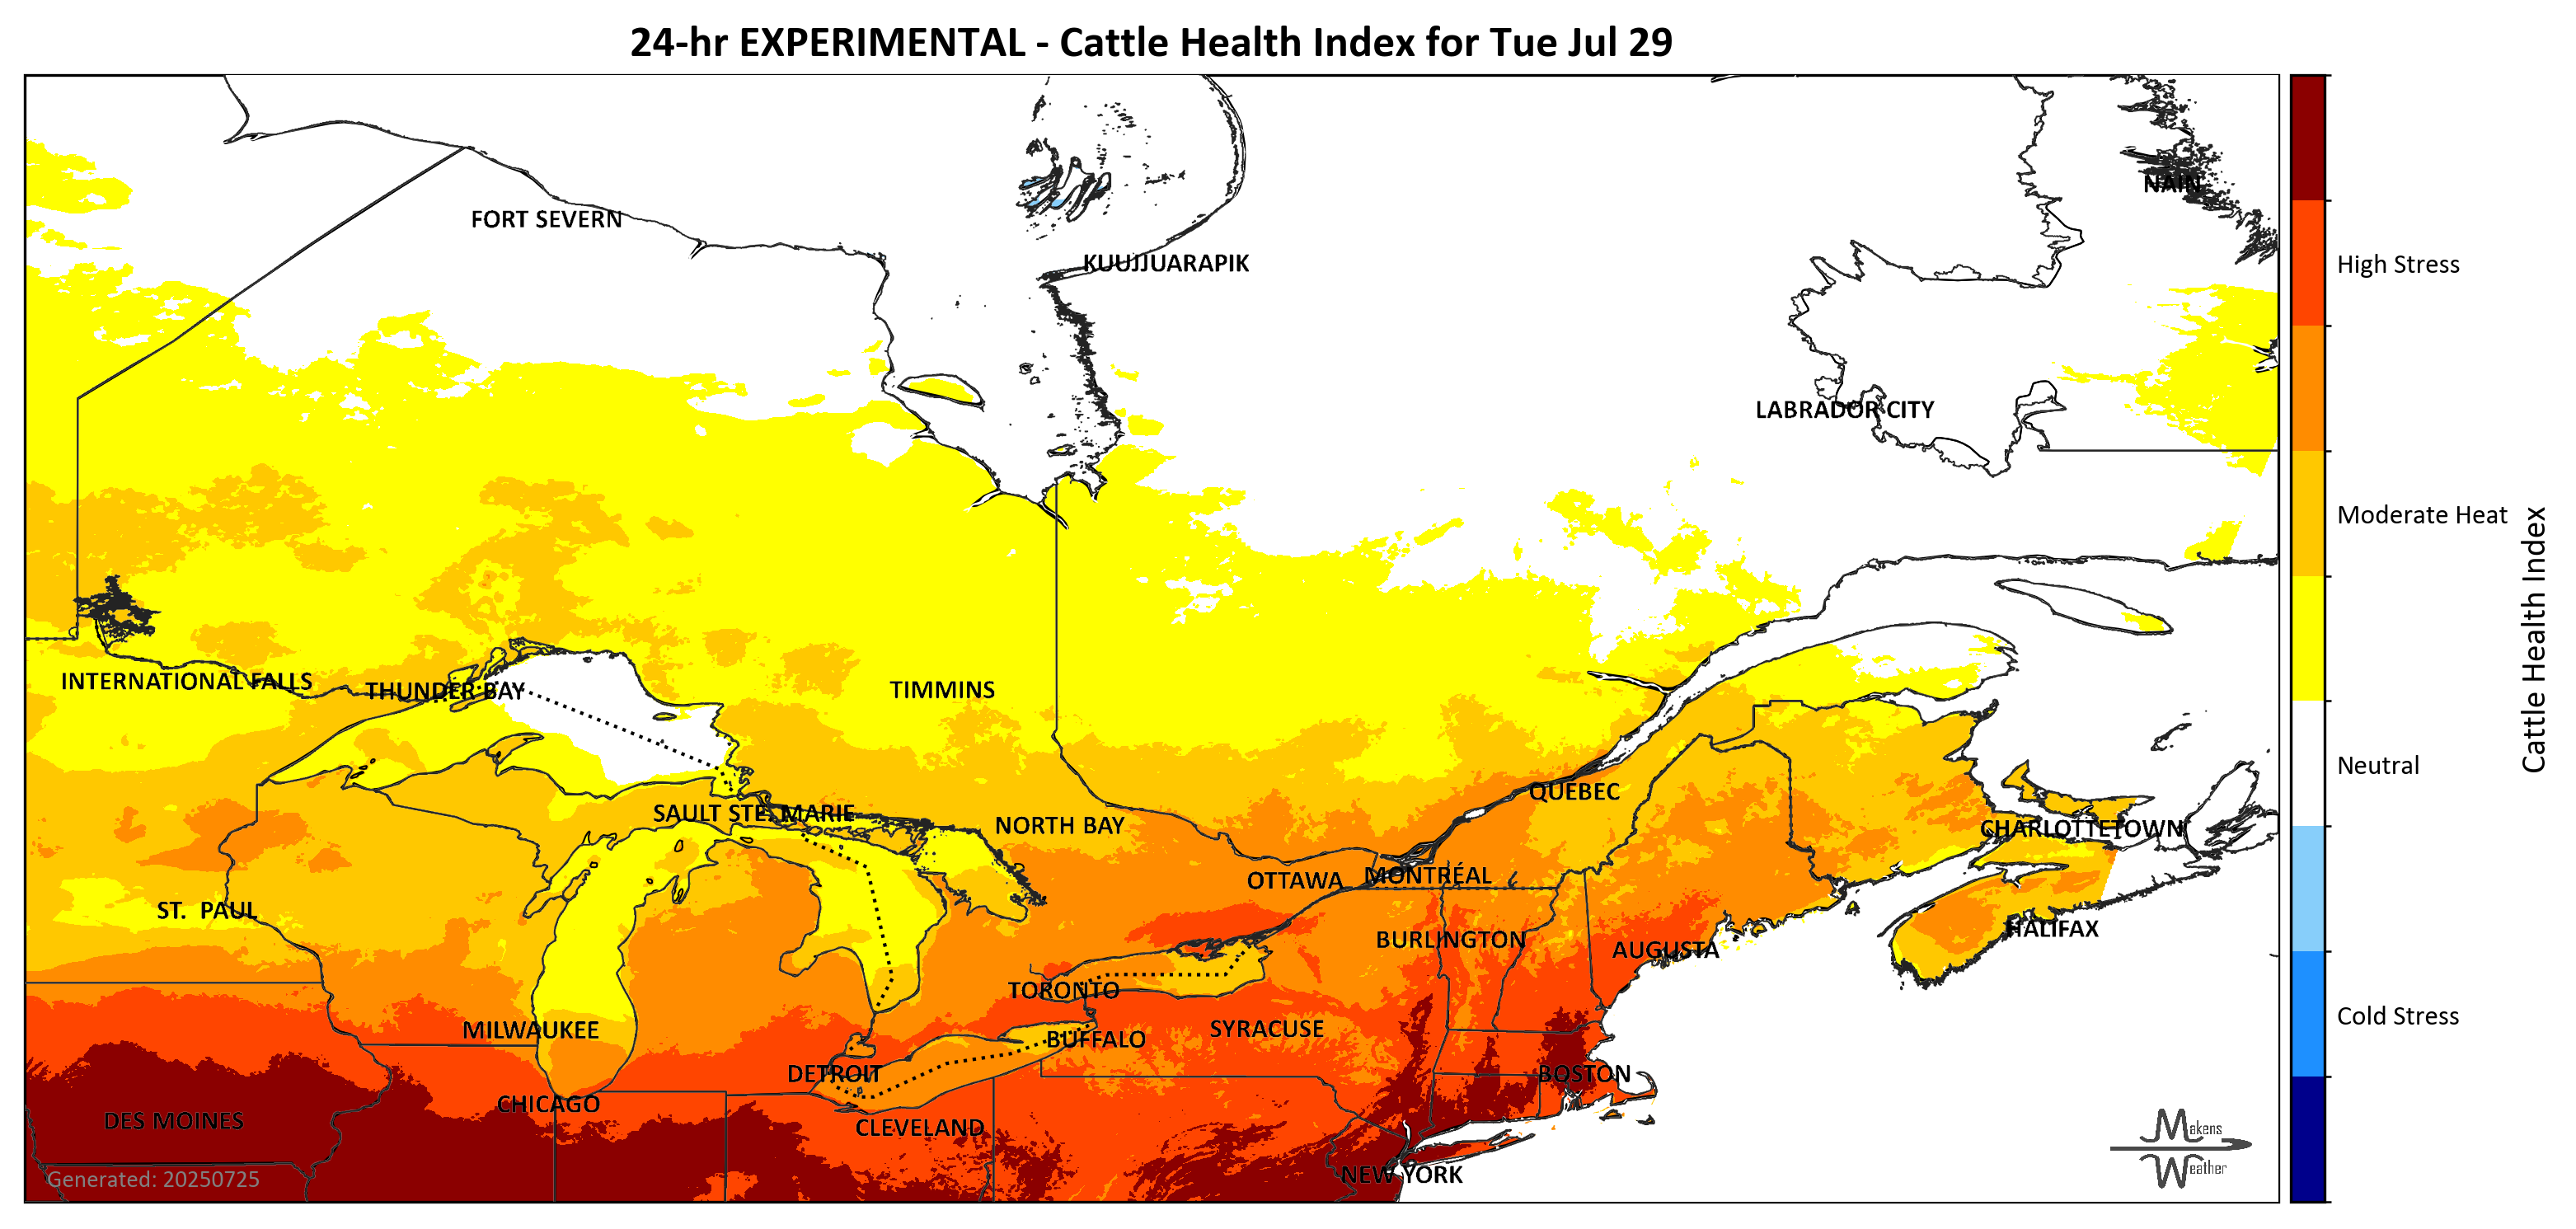 24-hr EXPERIMENTAL - Cattle Health Index for Tue Jul 29
NAIN
FORT SEVERN
KUUJJUARAPIK
High Stress
LABRADOR CITY
Moderate Heat
Cattle Health Index
INTERNATIONAL FALLS
THUNDER BAY
TIMMINS
Neutral
QUEBEC
SAULT STE. MARIE
NORTH BAY
CHARLOTTETOWN
OTTAWA
MONTRÉAL
ST. PAUL
HALIFAX
BURLINGTON
AUGUSTA
TORONTO
Cold Stress
MILWAUKEE
SYRACUSE
BUFFALO
DETROIT
BOSTON
CHICAGO
DES MOINES
CLEVELAND
Makens
Weather
NEW YORK
Generated: 20250725